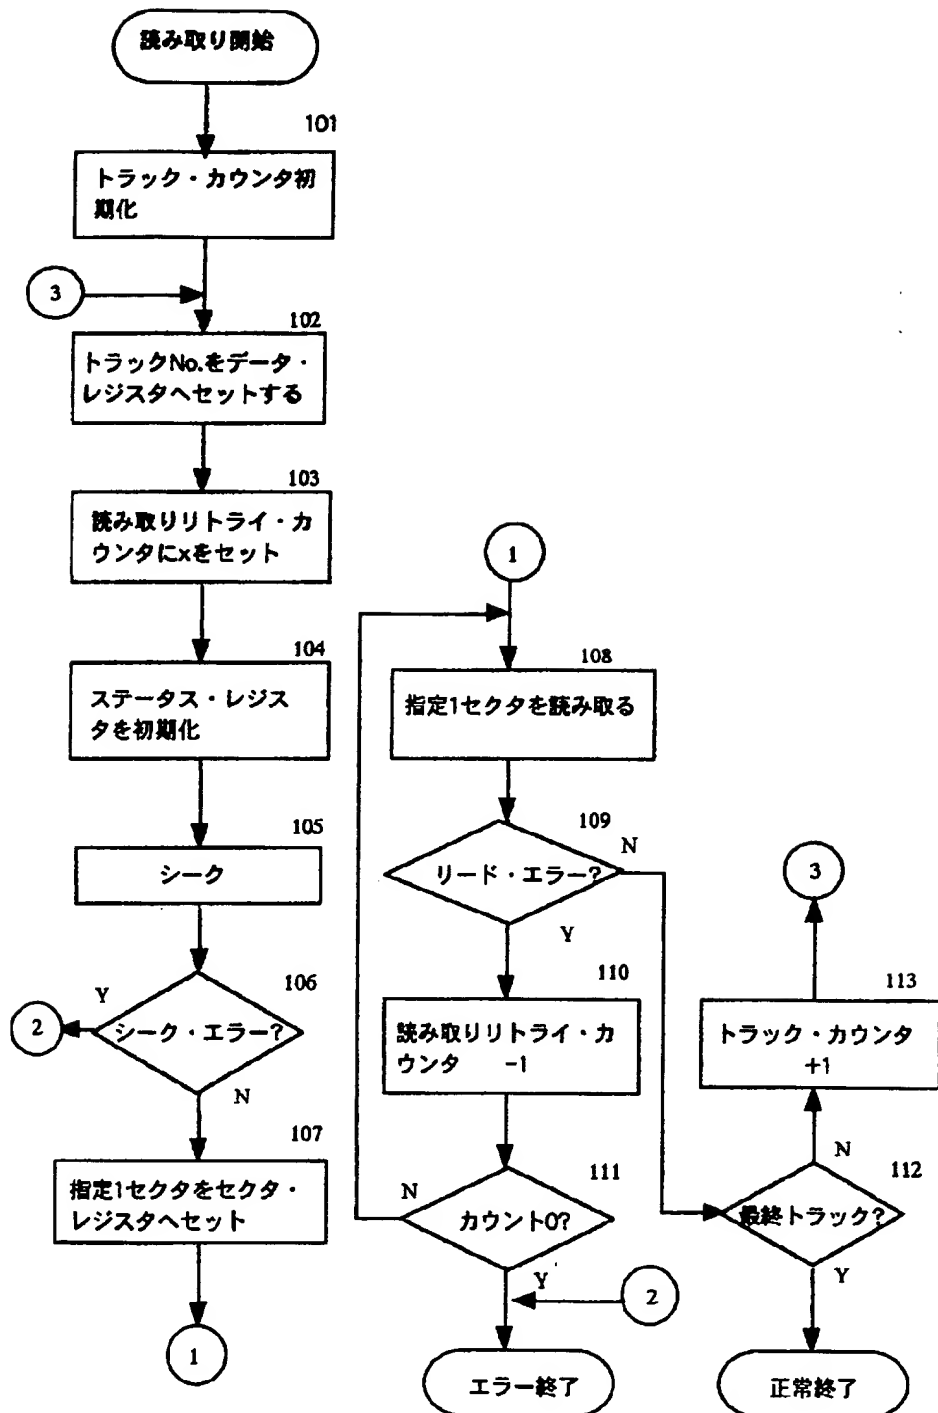 読み取り開始
101
トラック・カウンタ初
期化
3
102
トラックNo.をデータ・
レジスタへセットする
103
読み取りリトライ・カ
ウンタにxをセット
104
ステータス・レジス
タを初期化
105
シーク
106
Y
2
シーク・エラー?
N
107
指定1セクタをセクタ・
レジスタへセット
1
1
108
指定1セクタを読み取る
109
N
リード・エラー?
Y
110
読み取りリトライ・カ
ウンタ -1
111
N
カウント0?
Y
2
エラー終了
3
113
トラック・カウンタ
+1
N
112
最終トラック?
Y
正常終了